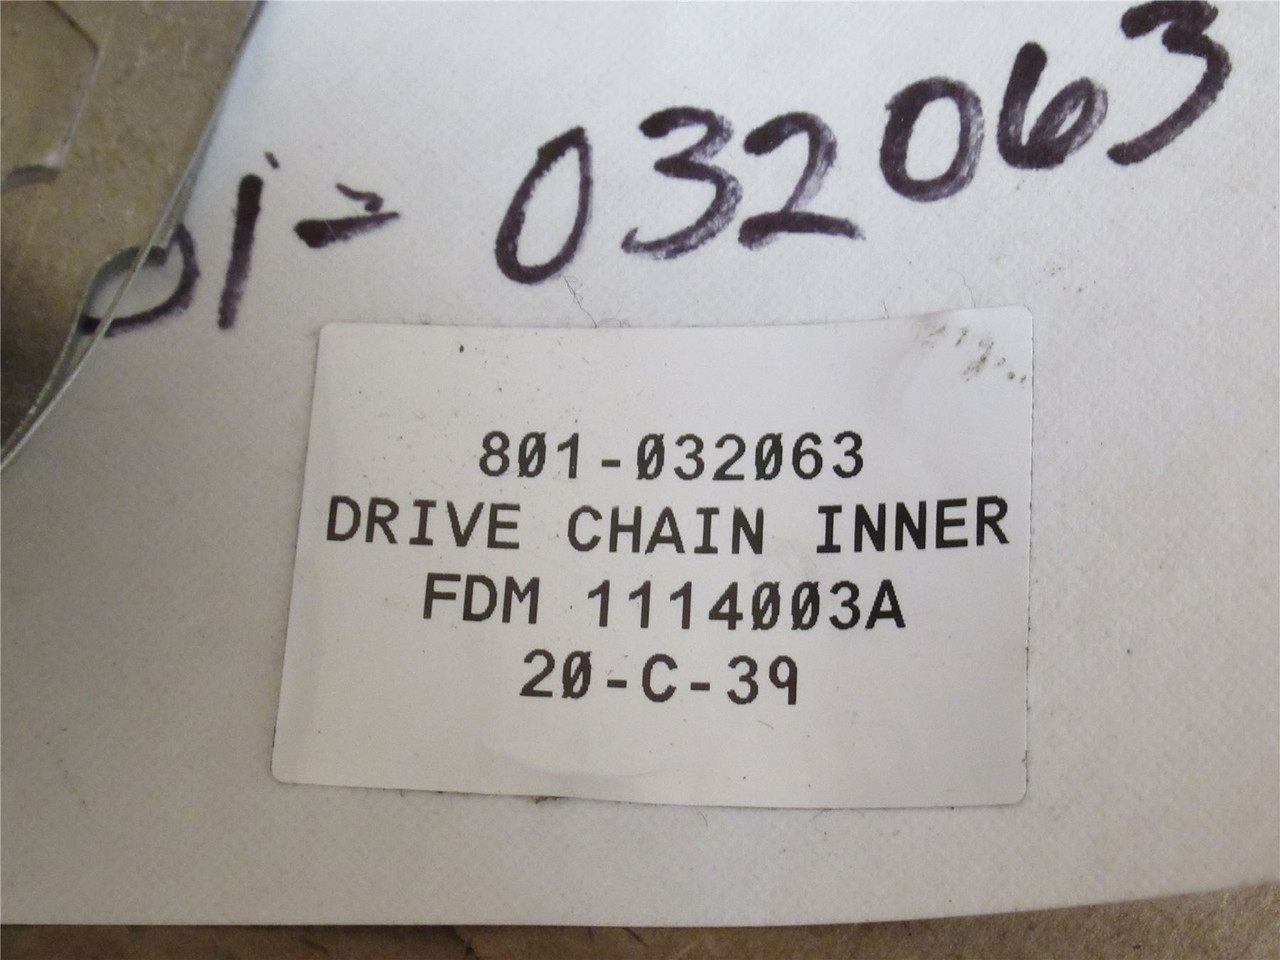 01-032063
801-032063
DRIVE CHAIN INNER
FDM 1114003A
20-C-39